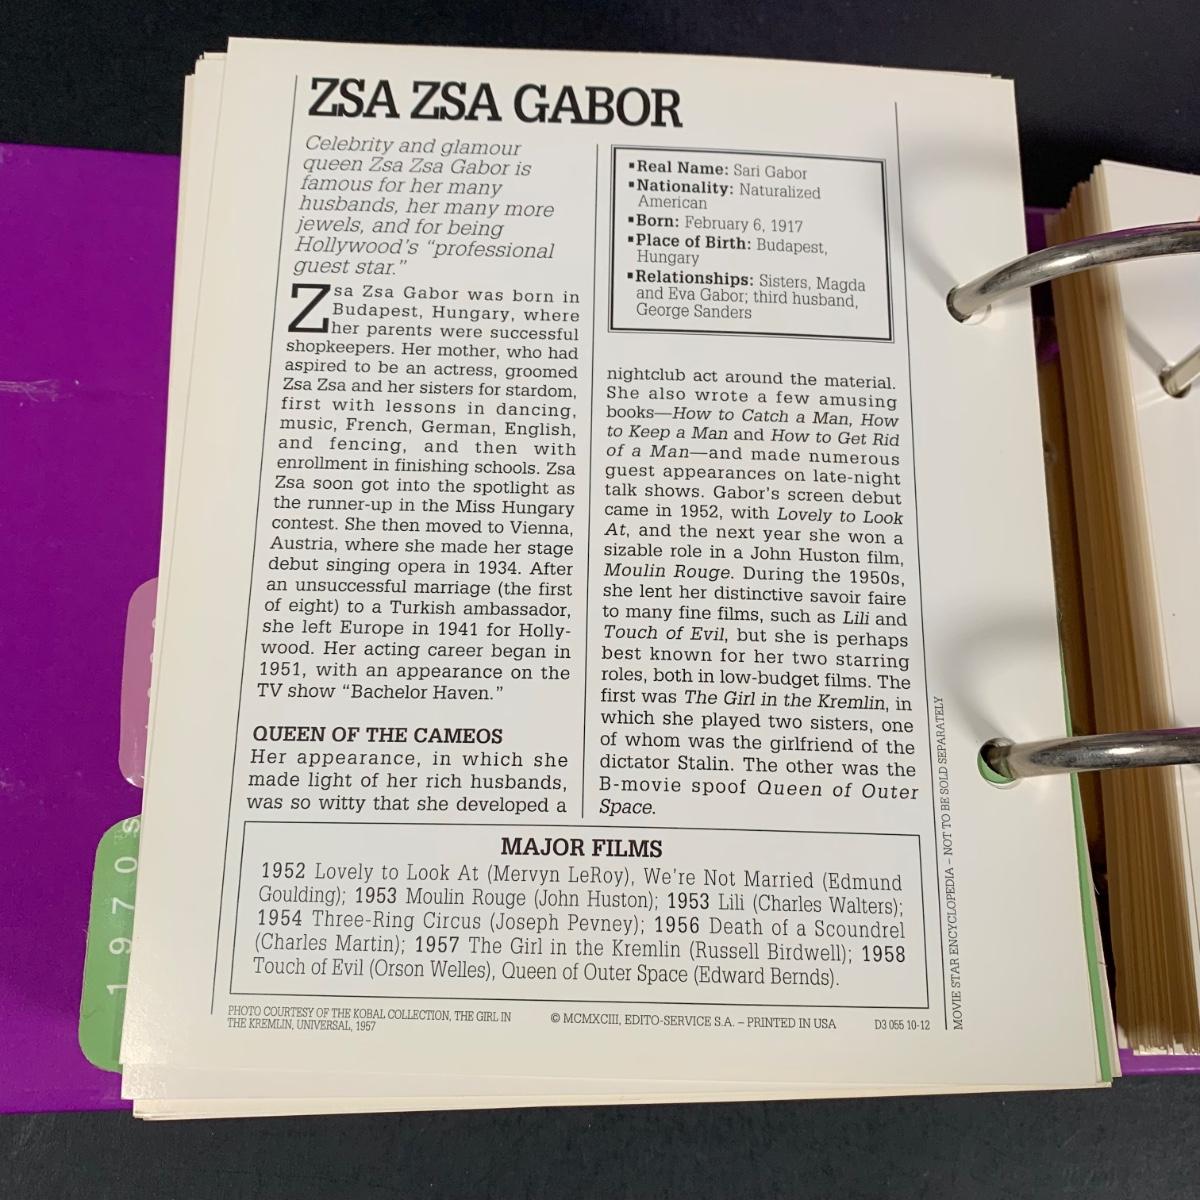 ZSA ZSA GABOR
Celebrity and glamour
queen Zsa Zsa Gabor is
famous for her many
husbands, her many more
jewels, and for being
Hollywood's "professional
guest star."
Zsa Zsa Gabor was born in
Budapest, Hungary, where
her parents were successful
shopkeepers. Her mother, who had
aspired to be an actress, groomed
Zsa Zsa and her sisters for stardom,
first with lessons in dancing,
music, French, German, English,
and fencing, and then with
enrollment in finishing schools. Zsa
Zsa soon got into the spotlight as
the runner-up in the Miss Hungary
contest. She then moved to Vienna,
Austria, where she made her stage
debut singing opera in 1934. After
an unsuccessful marriage (the first
of eight) to a Turkish ambassador,
she left Europe in 1941 for Holly-
wood. Her acting career began in
1951, with an appearance on the
TV show "Bachelor Haven."
QUEEN OF THE CAMEOS
Her appearance, in which she
made light of her rich husbands,
was so witty that she developed a
▪Real Name: Sari Gabor
▪Nationality: Naturalized
American
▪Born: February 6, 1917
▪Place of Birth: Budapest,
Hungary
▪Relationships: Sisters, Magda
and Eva Gabor; third husband,
George Sanders
nightclub act around the material.
She also wrote a few amusing
books—How to Catch a Man, How
to Keep a Man and How to Get Rid
of a Man—and made numerous
guest appearances on late-night
talk shows. Gabor's screen debut
came in 1952, with Lovely to Look
At, and the next year she won a
sizable role in a John Huston film,
Moulin Rouge. During the 1950s,
she lent her distinctive savoir faire
to many fine films, such as Lili and
Touch of Evil, but she is perhaps
best known for her two starring
roles, both in low-budget films. The
first was The Girl in the Kremlin, in
which she played two sisters, one
of whom was the girlfriend of the
dictator Stalin. The other was the
B-movie spoof Queen of Outer
Space.
MAJOR FILMS
1952 Lovely to Look At (Mervyn LeRoy), We're Not Married (Edmund
Goulding); 1953 Moulin Rouge (John Huston); 1953 Lili (Charles Walters);
1954 Three-Ring Circus (Joseph Pevney); 1956 Death of a Scoundrel
(Charles Martin); 1957 The Girl in the Kremlin (Russell Birdwell); 1958
Touch of Evil (Orson Welles), Queen of Outer Space (Edward Bernds).
PHOTO COURTESY OF THE KOBAL COLLECTION, THE GIRL IN
THE KREMLIN, UNIVERSAL, 1957
© MCMXCIII, EDITO-SERVICE S.A. – PRINTED IN USA
D3 055 10-12
MOVIE STAR ENCYCLOPEDIA – NOT TO BE SOLD SEPARATELY
1970s